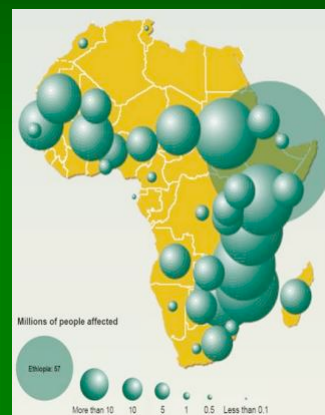 Millions of people affected
Ethiopia: 57
More than 10 10 5 1 0.5 Less than 0.1